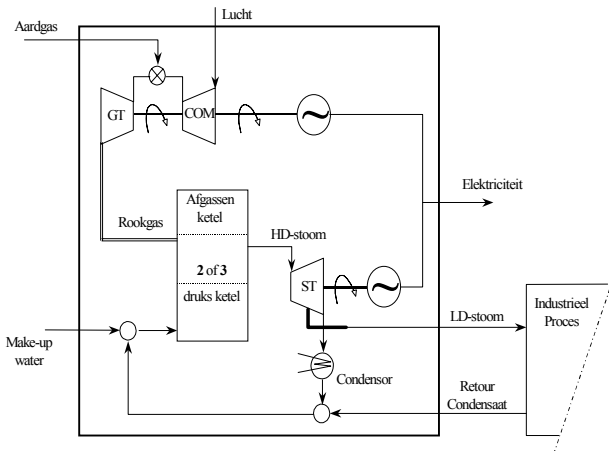 Aardgas
Lucht
GT
COM
~
Elektriciteit
Rookgas
Afgassen
ketel
2 of 3
druks ketel
HD-stoom
ST
~
LD-stoom
Industrieel
Proces
Make-up
water
Condensor
Retour
Condensaat